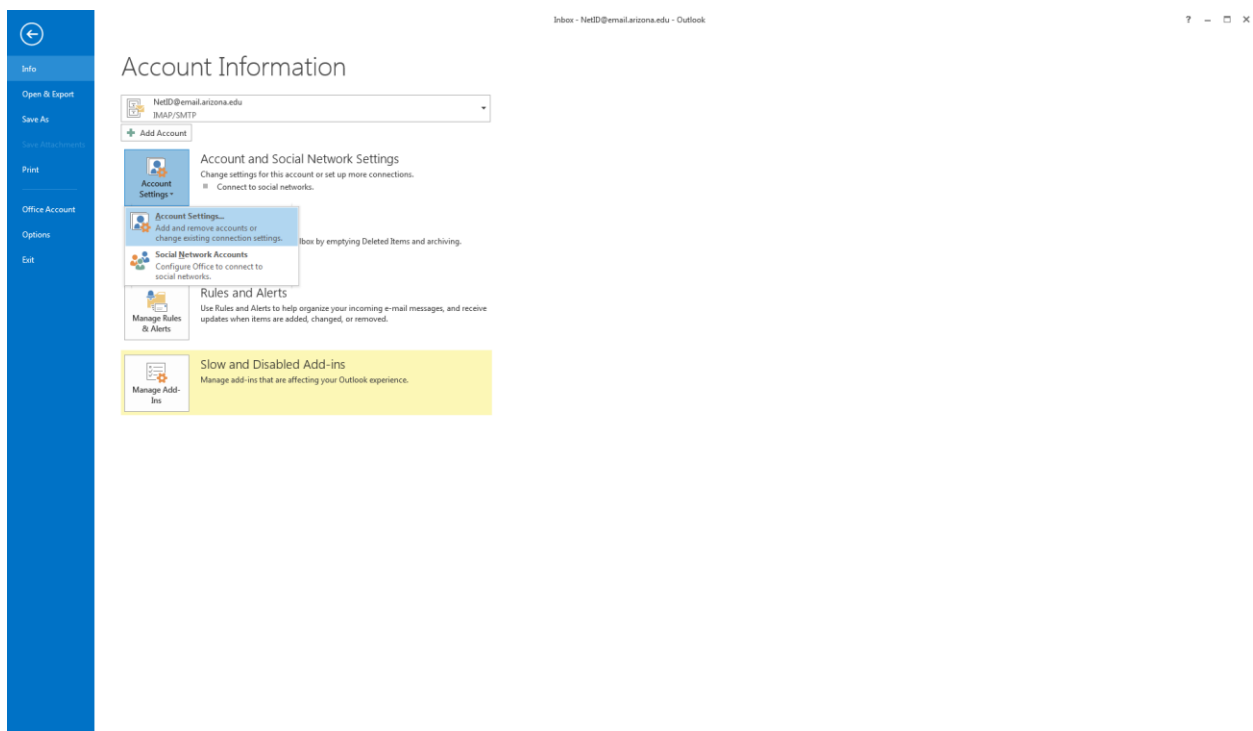 Inbox - NetID@email.arizona.edu - Outlook
?
Info
Open & Export
Save As
Save Attachments
Print
Office Account
Options
Exit
Account Information
NetID@email.arizona.edu
IMAP/SMTP
Add Account
Account
Settings
Account and Social Network Settings
Change settings for this account or set up more connections.
Connect to social networks.
Account Settings...
Add and remove accounts or
change existing connection settings.
Social Network Accounts
Configure Office to connect to
social networks.
lbox by emptying Deleted Items and archiving.
Manage Rules
& Alerts
Rules and Alerts
Use Rules and Alerts to help organize your incoming e-mail messages, and receive
updates when items are added, changed, or removed.
Manage Add-
Ins
Slow and Disabled Add-ins
Manage add-ins that are affecting your Outlook experience.